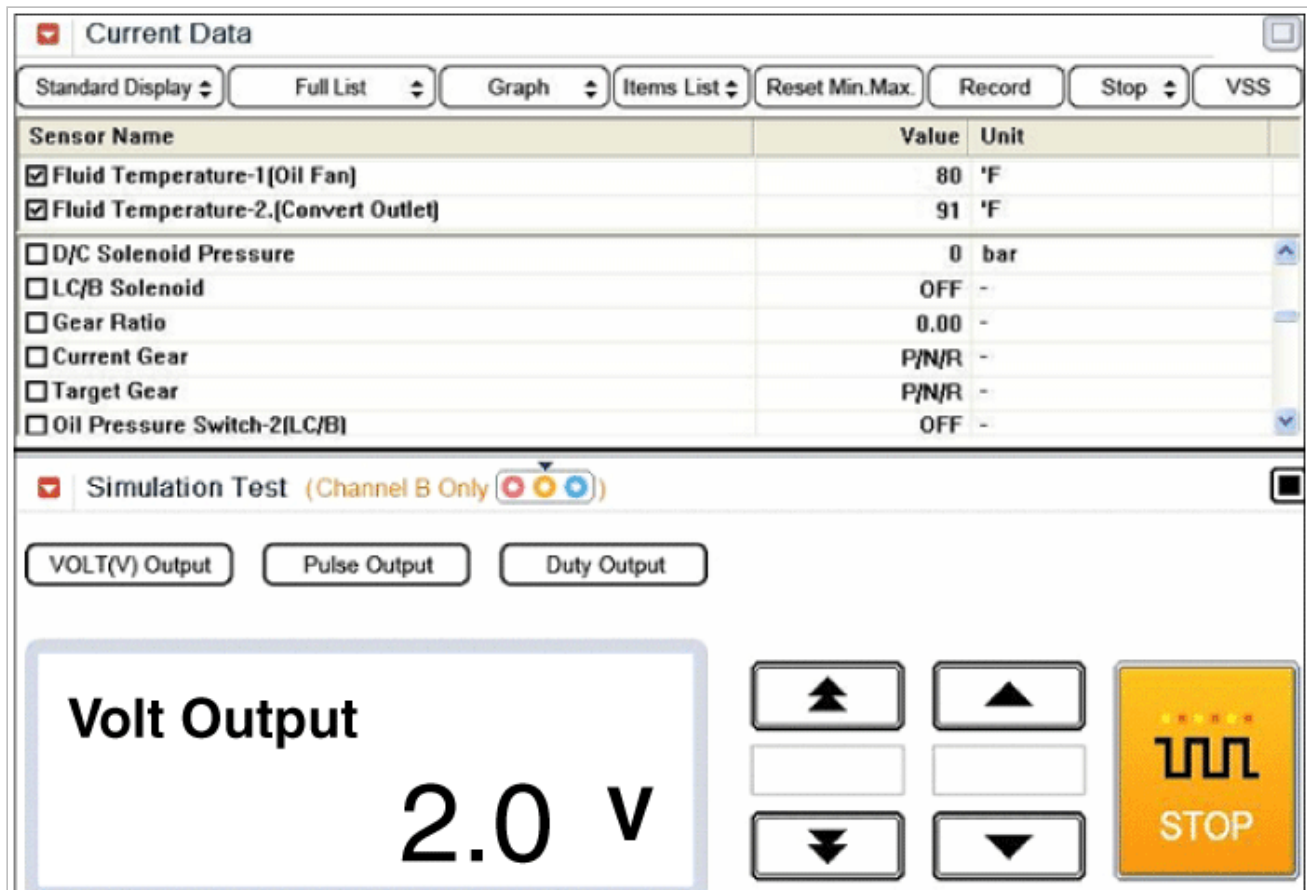 Current Data
Standard Display Full List Graph Items List Reset Min.Max. Record Stop VSS
Sensor Name Value Unit
Fluid Temperature-1(Oil Fan) 80 'F
Fluid Temperature-2.(Convert Outlet) 91 'F
D/C Solenoid Pressure 0 bar
LC/B Solenoid OFF -
Gear Ratio 0.00 -
Current Gear P/N/R -
Target Gear P/N/R -
Oil Pressure Switch-2(LC/B) OFF -
Simulation Test (Channel B Only )
VOLT(V) Output Pulse Output Duty Output
Volt Output
2.0 V
STOP